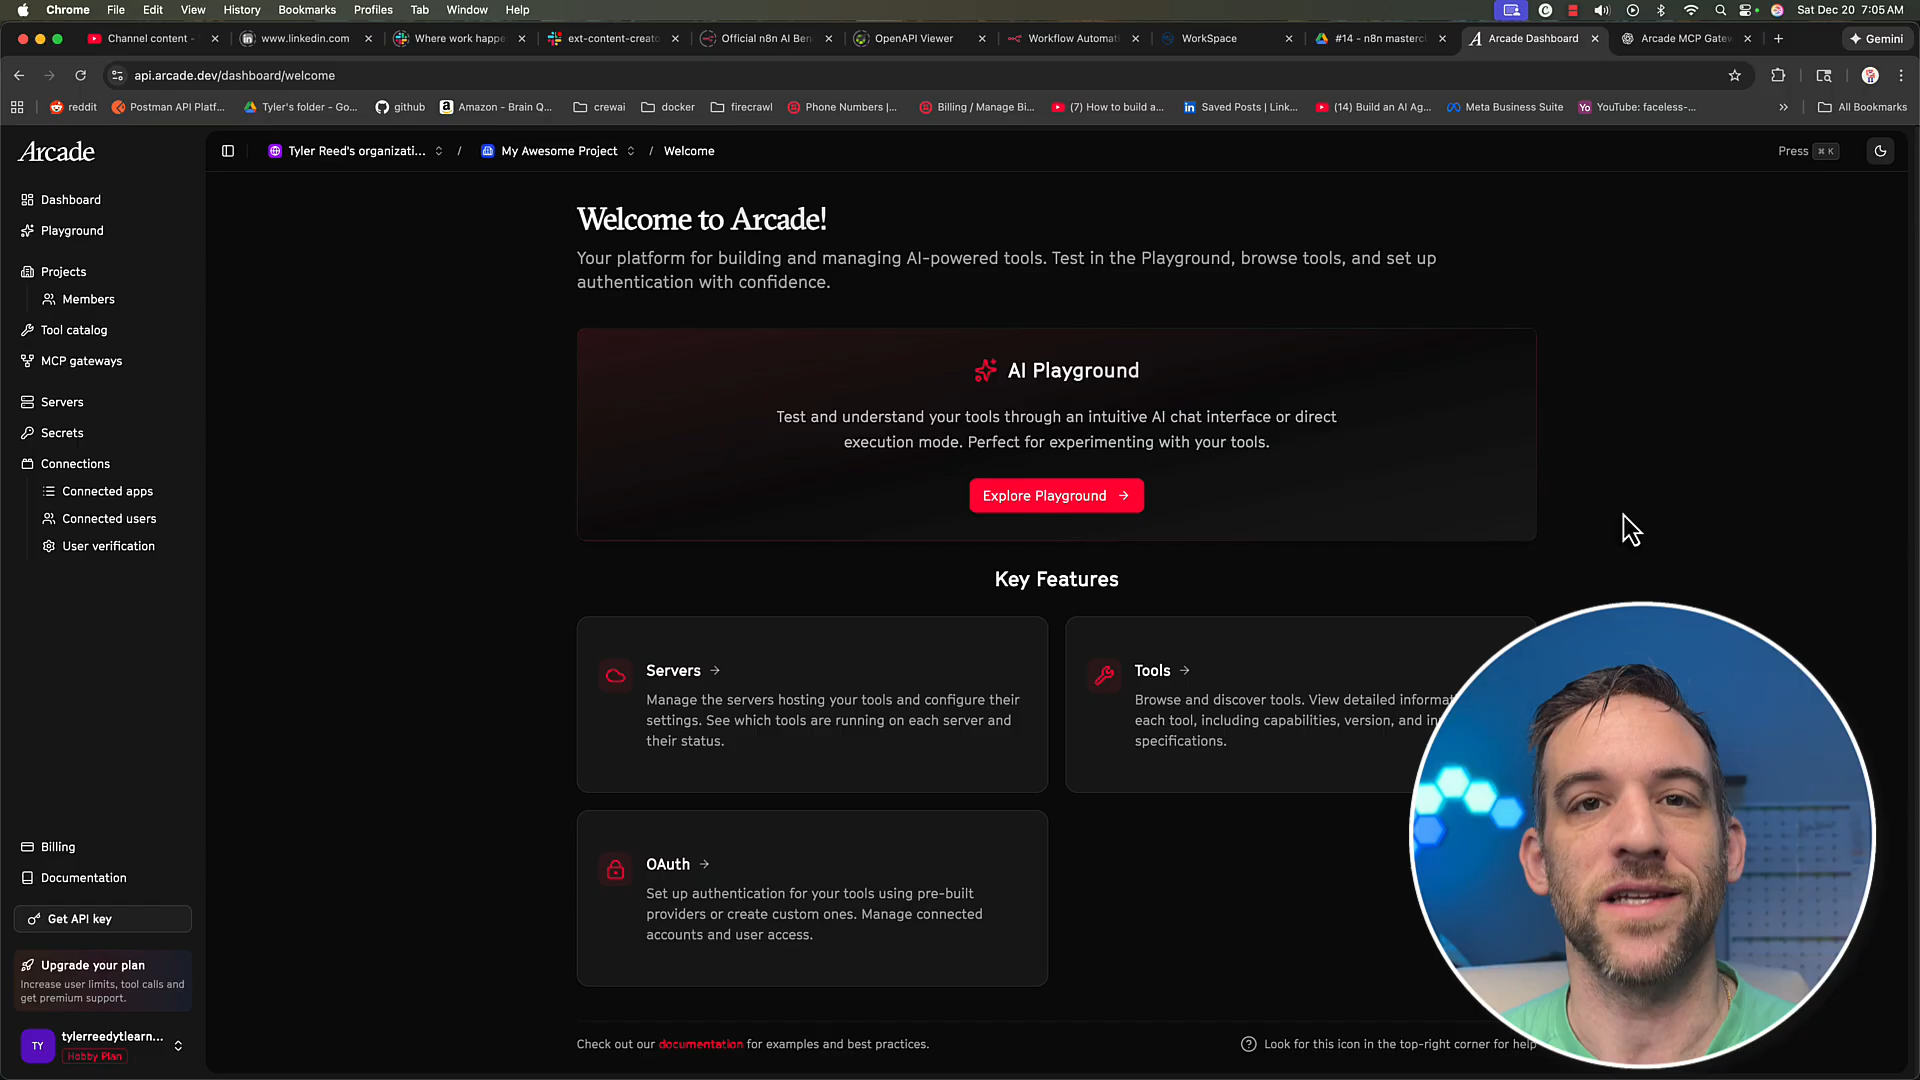 Chrome File Edit View History Bookmarks Profiles Tab Window Help Sat Dec 20 7:05 AM
Channel content - www.linkedin.com Where work happe ext-content-creato Official n8n AI Ben OpenAPI Viewer Workflow Automat WorkSpace #14 - n8n mastercl Arcade Dashboard Arcade MCP Gatew Gemini
api.arcade.dev/dashboard/welcome
reddit Postman API Platf... Tyler's folder - Go... github Amazon - Brain Q... crewai docker firecrawl Phone Numbers |... Billing / Manage Bi... (7) How to build a... Saved Posts | Link... (14) Build an AI Ag... Meta Business Suite YouTube: faceless-... All Bookmarks
Arcade
Tyler Reed's organizati... / My Awesome Project / Welcome
Press ⌘ K
Dashboard
Playground
Projects
Members
Tool catalog
MCP gateways
Servers
Secrets
Connections
Connected apps
Connected users
User verification
Billing
Documentation
Get API key
Upgrade your plan
Increase user limits, tool calls and
get premium support.
TY
tylerreedytlearn...
Hobby Plan
Welcome to Arcade!
Your platform for building and managing AI-powered tools. Test in the Playground, browse tools, and set up
authentication with confidence.
AI Playground
Test and understand your tools through an intuitive AI chat interface or direct
execution mode. Perfect for experimenting with your tools.
Explore Playground
Key Features
Servers
Manage the servers hosting your tools and configure their
settings. See which tools are running on each server and
their status.
Tools
Browse and discover tools. View detailed informat
each tool, including capabilities, version, and in
specifications.
OAuth
Set up authentication for your tools using pre-built
providers or create custom ones. Manage connected
accounts and user access.
Check out our documentation for examples and best practices.
Look for this icon in the top-right corner for help